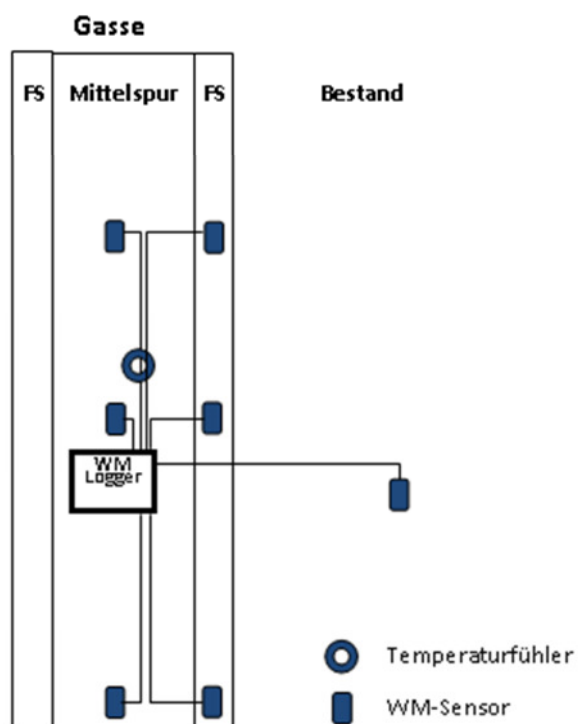 Gasse
FS Mittelspur FS Bestand
WM
Logger
Temperaturfühler
WM-Sensor